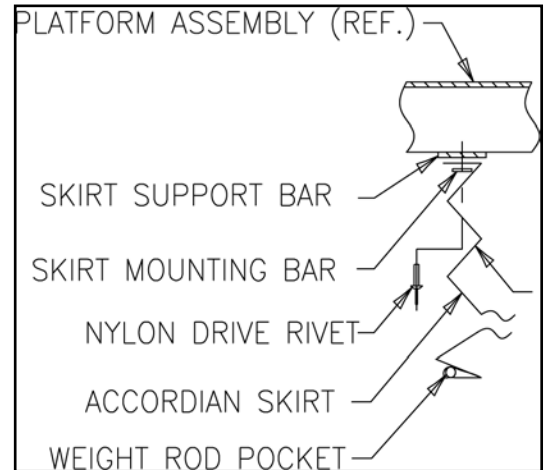 PLATFORM ASSEMBLY (REF.)
SKIRT SUPPORT BAR
SKIRT MOUNTING BAR
NYLON DRIVE RIVET
ACCORDIAN SKIRT
WEIGHT ROD POCKET